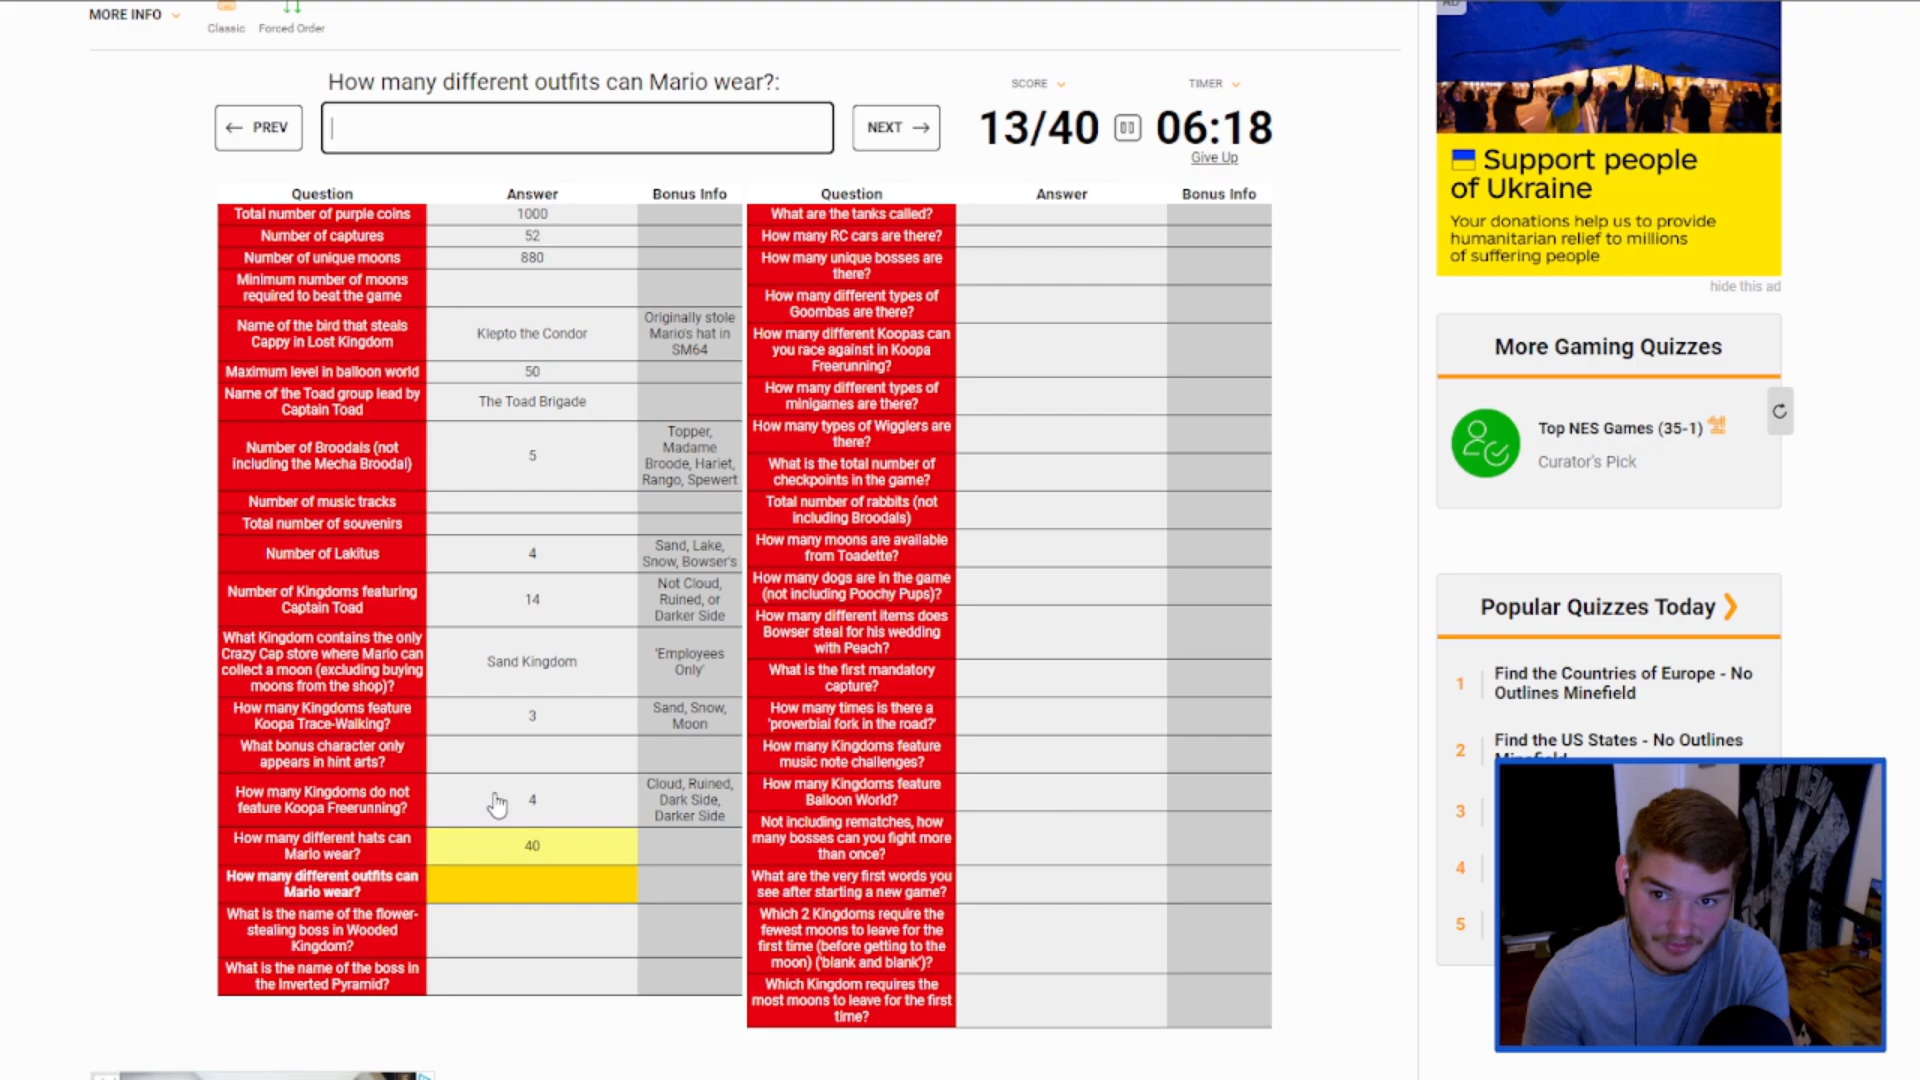 MORE INFO
Classic
Forced Order
How many different outfits can Mario wear?:
← PREV
NEXT →
SCORE
13/40
TIMER
06:18
Give Up
Question Answer Bonus Info
Total number of purple coins 1000
Number of captures 52
Number of unique moons 880
Minimum number of moons
required to beat the game
Name of the bird that steals
Cappy in Lost Kingdom
Klepto the Condor
Originally stole
Mario's hat in
SM64
Maximum level in balloon world 50
Name of the Toad group lead by
Captain Toad
The Toad Brigade
Number of Broodals (not
including the Mecha Broodal)
5
Topper,
Madame
Broode, Hariet,
Rango, Spewert
Number of music tracks
Total number of souvenirs
Number of Lakitus
4
Sand, Lake,
Snow, Bowser's
Number of Kingdoms featuring
Captain Toad
14
Not Cloud,
Ruined, or
Darker Side
What Kingdom contains the only
Crazy Cap store where Mario can
collect a moon (excluding buying
moons from the shop)?
Sand Kingdom
'Employees
Only'
How many Kingdoms feature
Koopa Trace-Walking?
3
Sand, Snow,
Moon
What bonus character only
appears in hint arts?
How many Kingdoms do not
feature Koopa Freerunning?
4
Cloud, Ruined,
Dark Side,
Darker Side
How many different hats can
Mario wear?
40
How many different outfits can
Mario wear?
What is the name of the flower-
stealing boss in Wooded
Kingdom?
What is the name of the boss in
the Inverted Pyramid?
Question Answer Bonus Info
What are the tanks called?
How many RC cars are there?
How many unique bosses are
there?
How many different types of
Goombas are there?
How many different Koopas can
you race against in Koopa
Freerunning?
How many different types of
minigames are there?
How many types of Wigglers are
there?
What is the total number of
checkpoints in the game?
Total number of rabbits (not
including Broodals)
How many moons are available
from Toadette?
How many dogs are in the game
(not including Poochy Pups)?
How many different items does
Bowser steal for his wedding
with Peach?
What is the first mandatory
capture?
How many times is there a
'proverbial fork in the road?'
How many Kingdoms feature
music note challenges?
How many Kingdoms feature
Balloon World?
Not including rematches, how
many bosses can you fight more
than once?
What are the very first words you
see after starting a new game?
Which 2 Kingdoms require the
fewest moons to leave for the
first time (before getting to the
moon) ('blank and blank')?
Which Kingdom requires the
most moons to leave for the first
time?
AD
Support people
of Ukraine
Your donations help us to provide
humanitarian relief to millions
of suffering people
hide this ad
More Gaming Quizzes
Top NES Games (35-1)
Curator's Pick
Popular Quizzes Today
1 Find the Countries of Europe - No
Outlines Minefield
2 Find the US States - No Outlines
Minefield
3
4
5